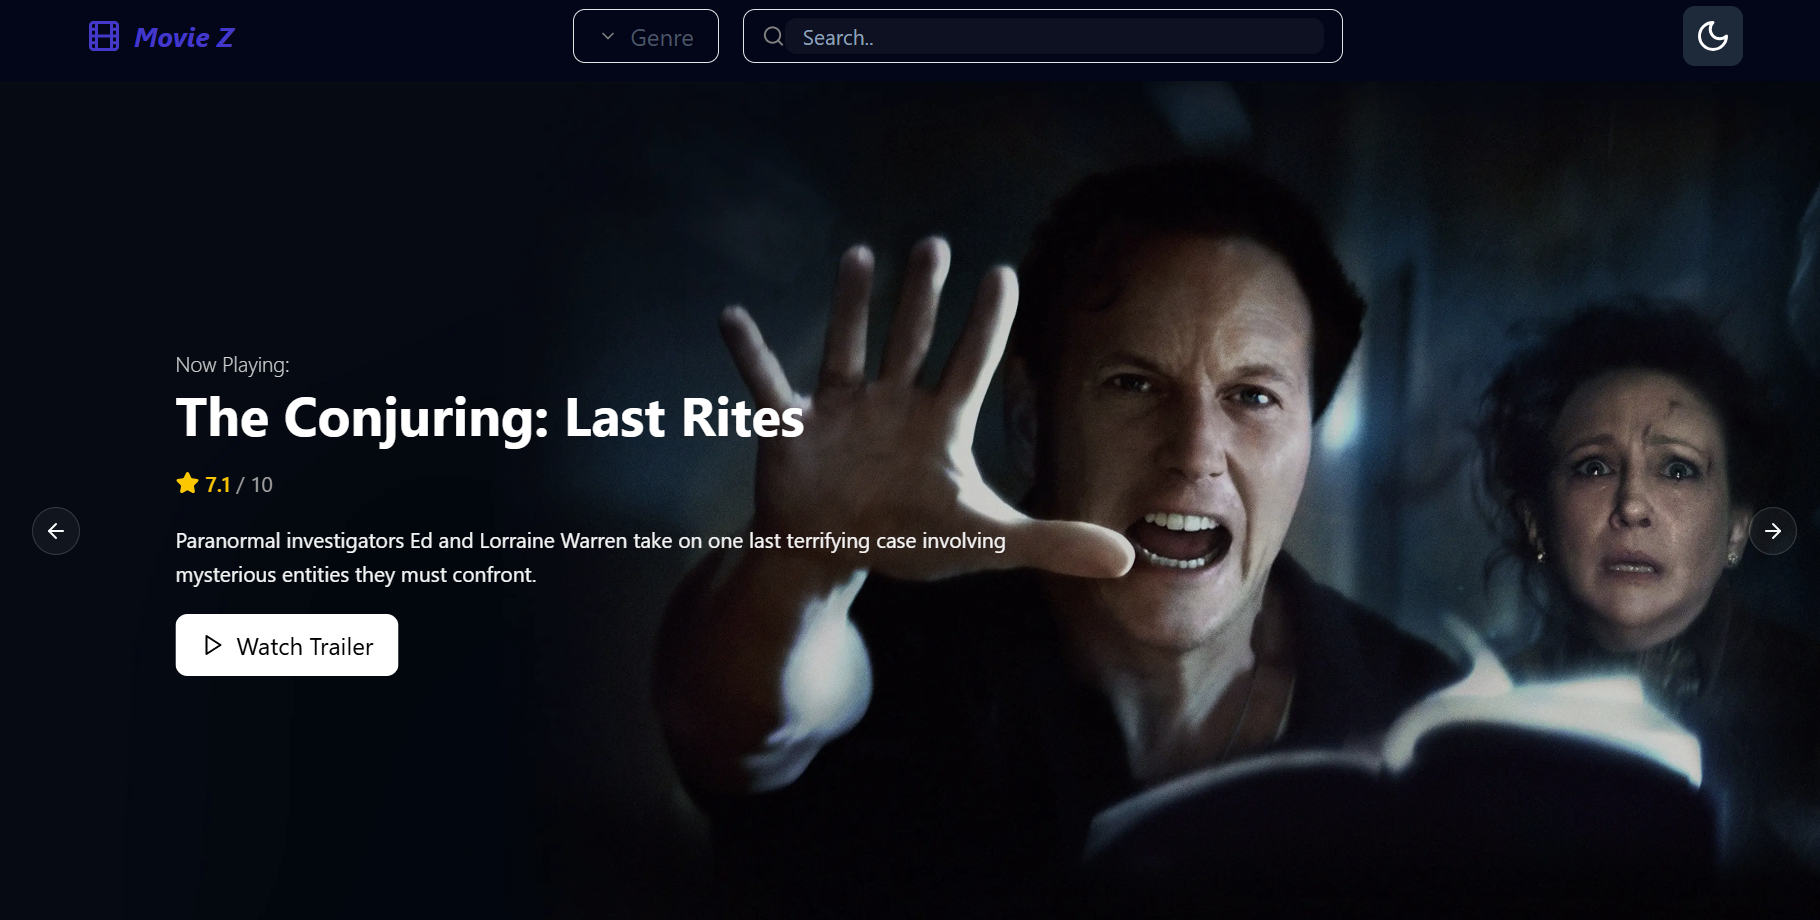 Movie Z
Genre
Search..
Now Playing:
The Conjuring: Last Rites
7.1 / 10
Paranormal investigators Ed and Lorraine Warren take on one last terrifying case involving
mysterious entities they must confront.
Watch Trailer